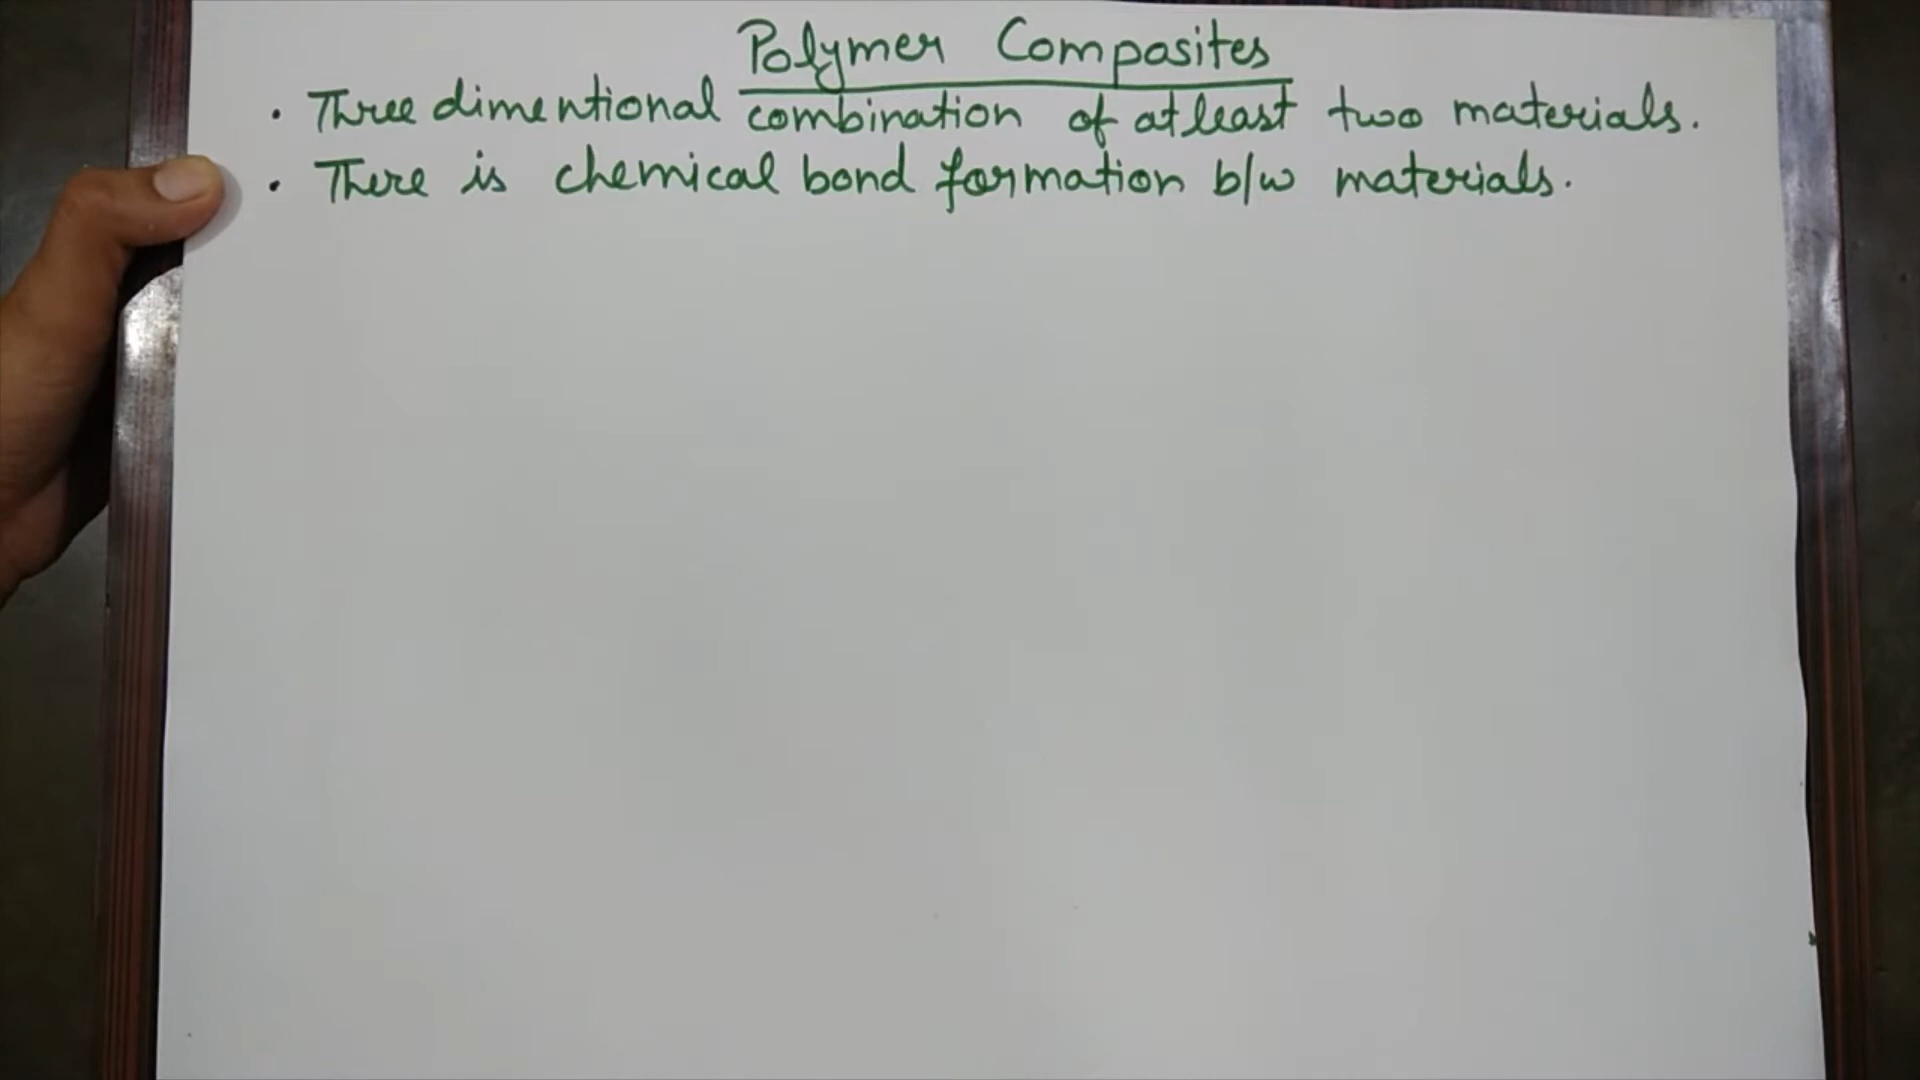 Polymer Composites
• Three dimentional combination of atleast two materials.
• There is chemical bond formation b/w materials.